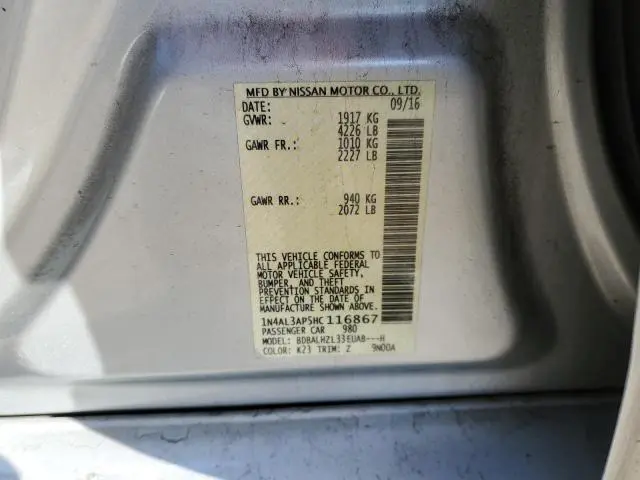 MFD BY NISSAN MOTOR CO., LTD.
DATE: 09/16
GVWR: 1917 KG
4226 LB
GAWR FR.: 1010 KG
2227 LB
GAWR RR.: 940 KG
2072 LB
THIS VEHICLE CONFORMS TO
ALL APPLICABLE FEDERAL
MOTOR VEHICLE SAFETY,
BUMPER, AND THEFT
PREVENTION STANDARDS IN
EFFECT ON THE DATE OF
MANUFACTURE SHOWN ABOVE.
1N4AL3AP5HC116867
PASSENGER CAR 980
MODEL: BDBALHZL33EUAB---H
COLOR: K23 TRIM: Z 9N00A